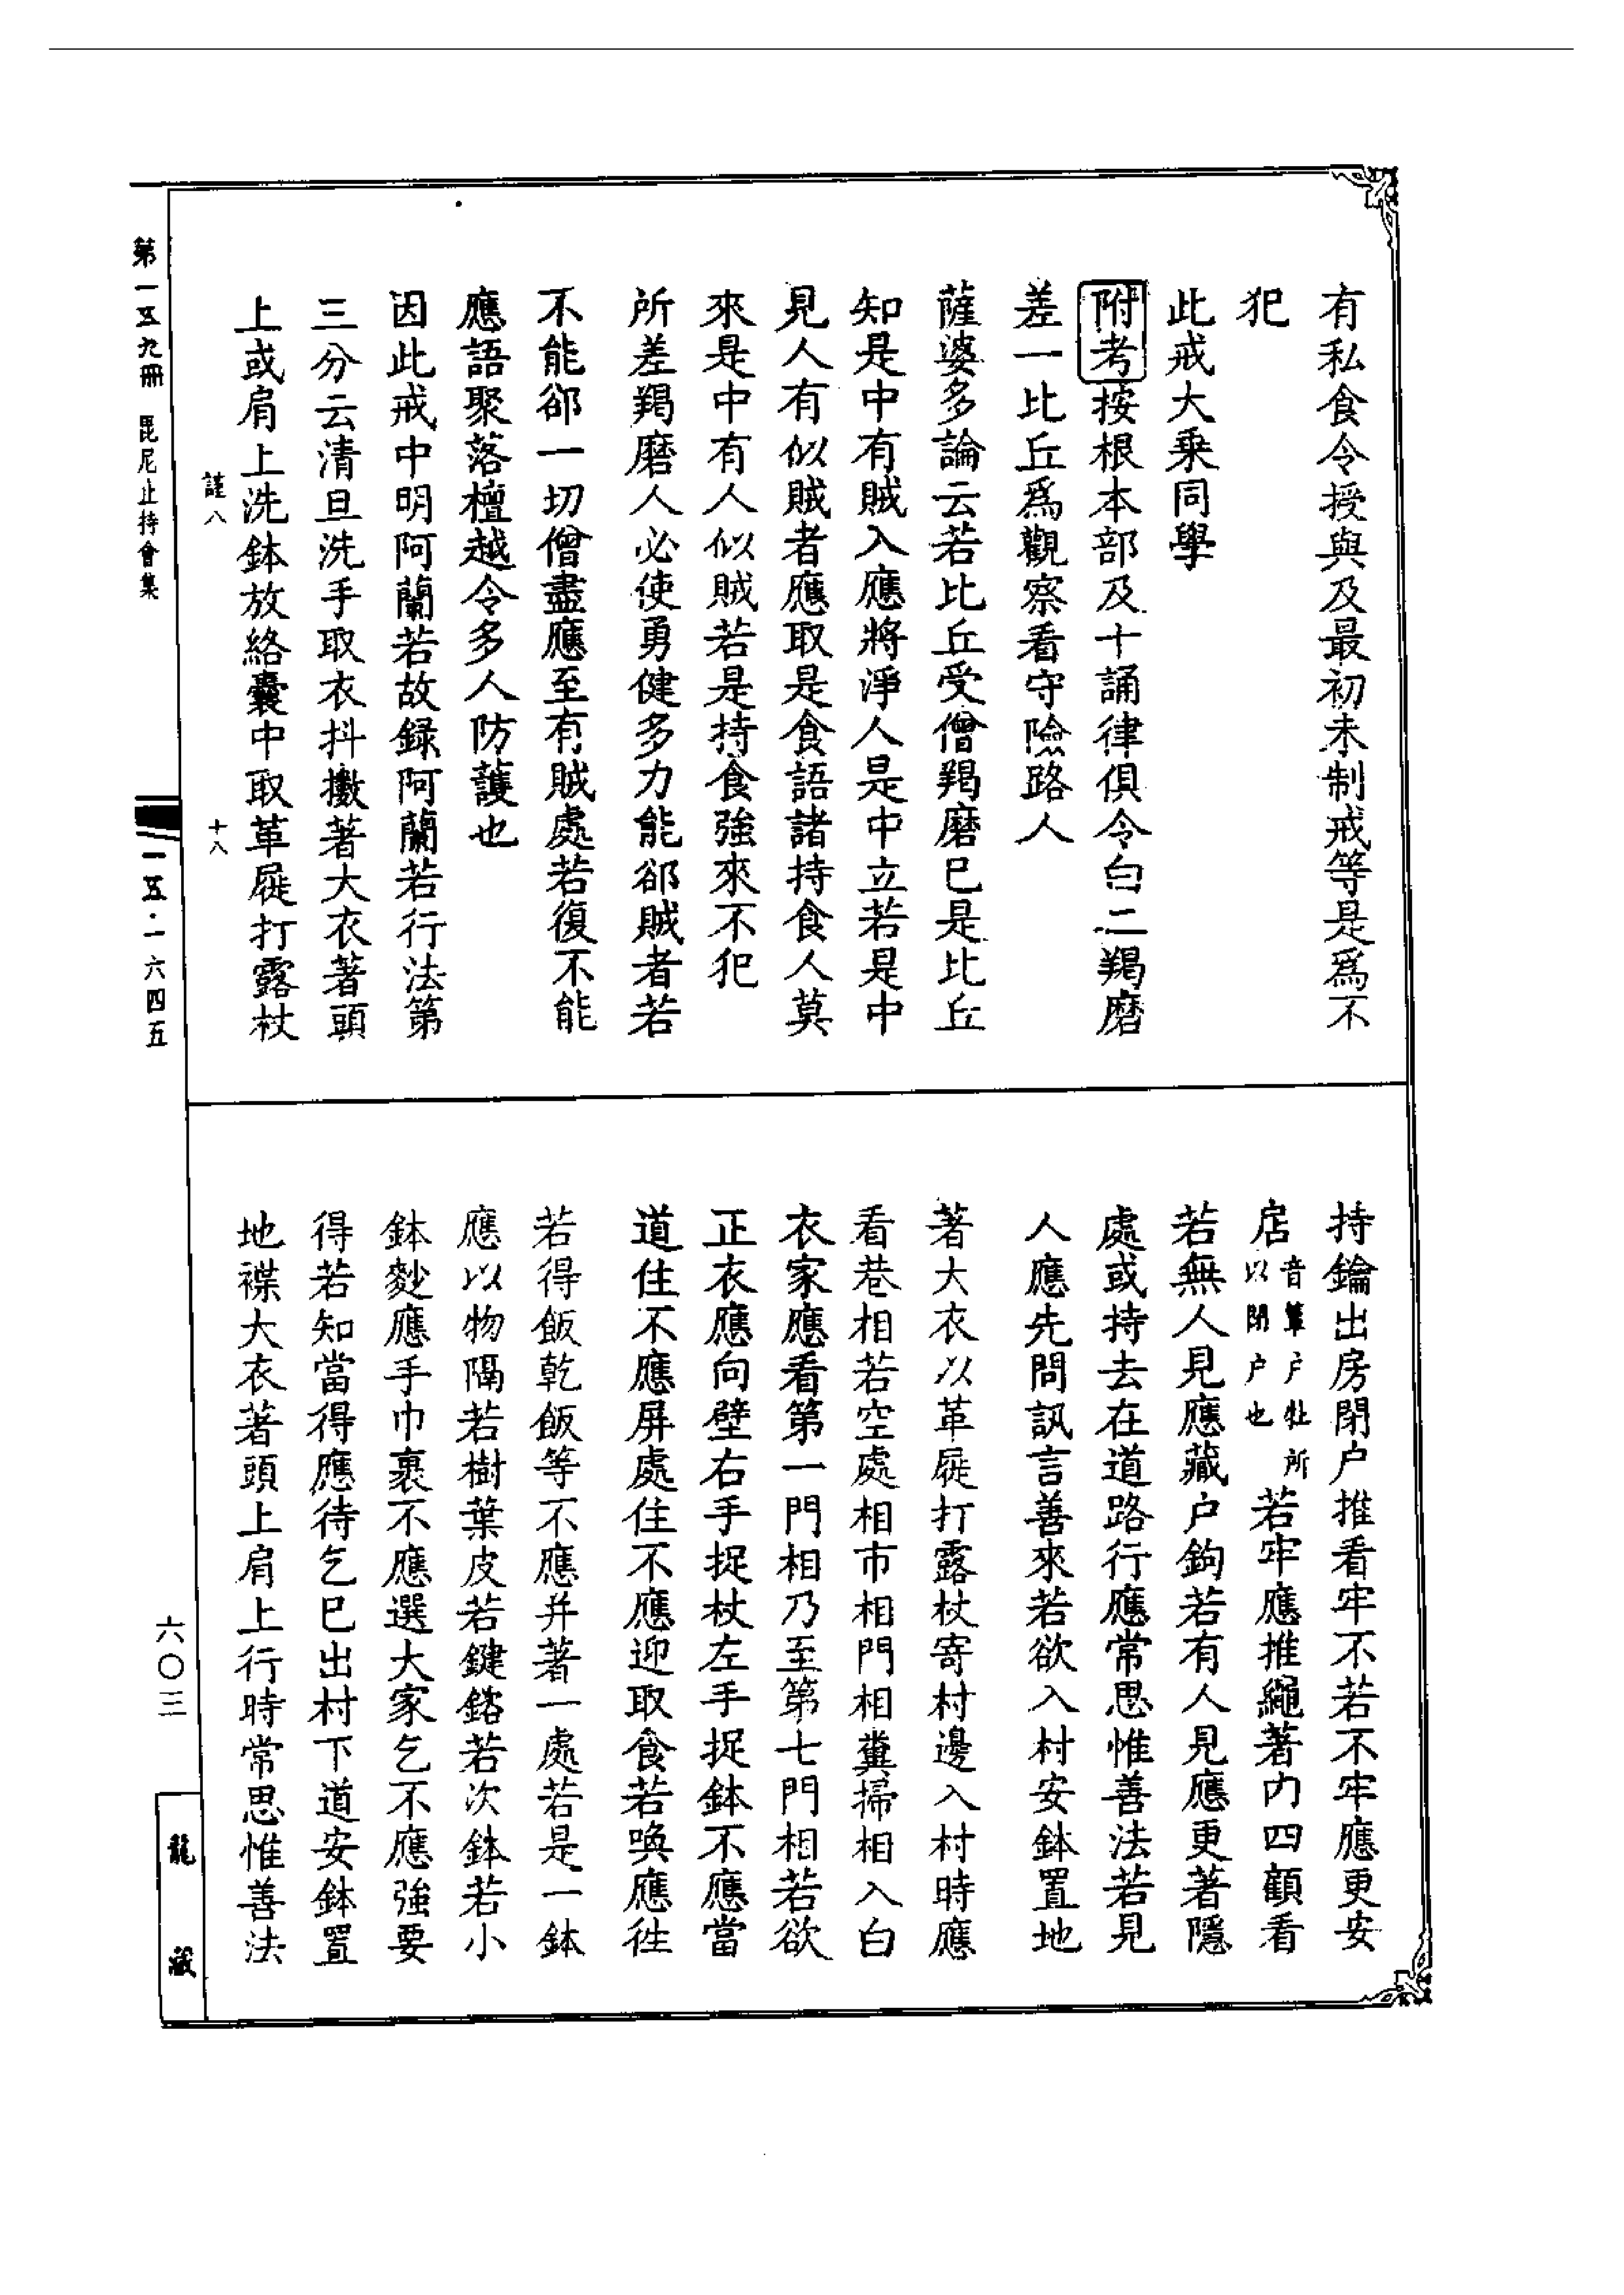 有私食令授與及最初未制戒等是爲不
犯
此戒大乘同學
附考按根本部及十誦律俱令白二羯磨
差一比丘爲觀察看守險路人
薩婆多論云若比丘受僧羯磨已是比丘
知是中有賊入應將淨人是中立若是中
見人有似賊者應取是食語諸持食人莫
來是中有人似賊若是持食強來不犯
所差羯磨人必使勇健多力能郤賊者若
不能郤一切僧盡應至有賊處若復不能
應語聚落檀越令多人防護也
因此戒中明阿蘭若故録阿蘭若行法第
三分云清旦洗手取衣抖擻著大衣著頭
上或肩上洗鉢放絡囊中取革屣打露杖
持鑰出房閉户推看牢不若不牢應更安
㢩音簟户牡所以閉户也若牢應推繩著内四顧看
若無人見應藏户鉤若有人見應更著隱
處或持去在道路行應常思惟善法若見
人應先問訊言善來若欲入村安鉢置地
著大衣以革屣打露杖寄村邊入村時應
看巷相若空處相市相門相糞掃相入白
衣家應看第一門相乃至第七門相若欲
正衣應向壁右手捉杖左手捉鉢不應當
道住不應屏處住不應迎取食若喚應徃
若得飯乾飯等不應并著一處若是一鉢
應以物隔若樹葉皮若鍵𨩲若次鉢若小
鉢麨應手巾裹不應選大家乞不應強要
得若知當得應待乞已出村下道安鉢置
地襆大衣著頭上肩上行時常思惟善法
第一五九冊 毘尼止持會集
謹八
十八
一五·一六四五
六〇三
龍藏